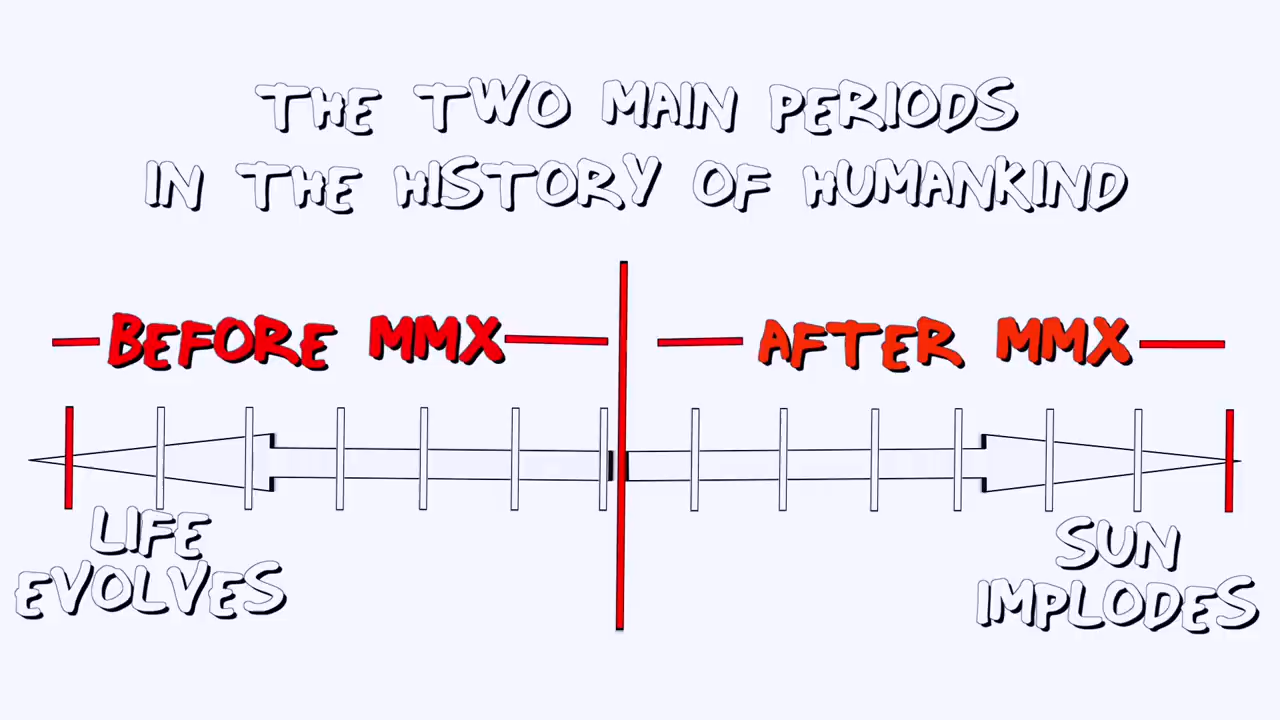 THE TWO MAIN PERIODS
IN THE HISTORY OF HUMANKIND
BEFORE MMX
AFTER MMX
LIFE
EVOLVES
SUN
IMPLODES